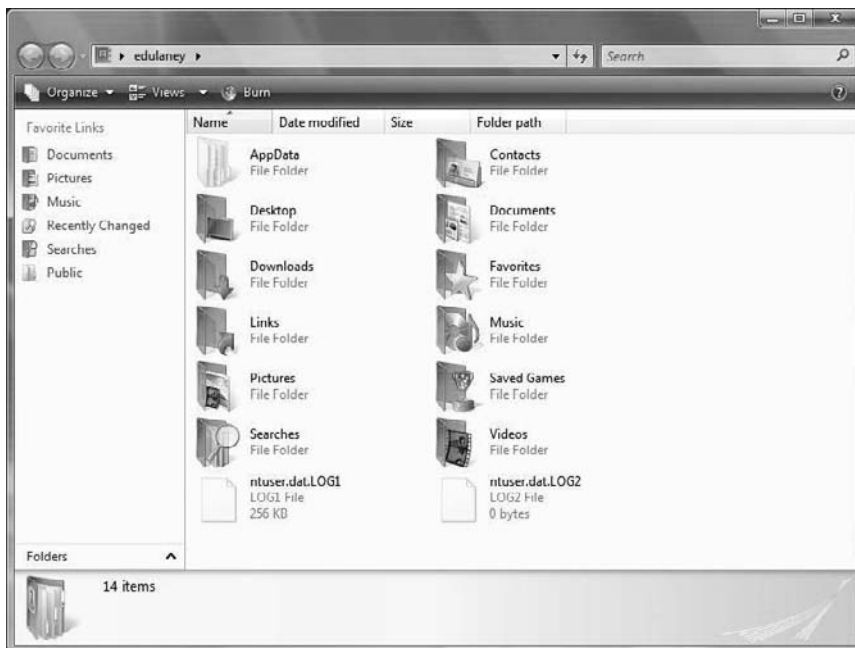 edulaney
Search
Organize Views Burn
Favorite Links
Documents
Pictures
Music
Recently Changed
Searches
Public
Folders
Name Date modified Size Folder path
AppData
File Folder
Contacts
File Folder
Desktop
File Folder
Documents
File Folder
Downloads
File Folder
Favorites
File Folder
Links
File Folder
Music
File Folder
Pictures
File Folder
Saved Games
File Folder
Searches
File Folder
Videos
File Folder
ntuser.dat.LOG1
LOG1 File
256 KB
ntuser.dat.LOG2
LOG2 File
0 bytes
14 items